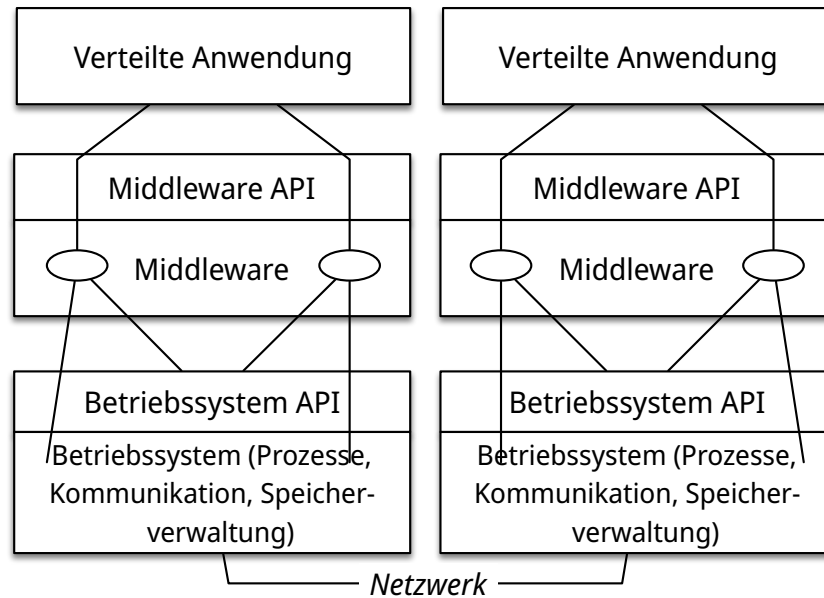 Verteilte Anwendung
Middleware API
Middleware
Betriebssystem API
Betriebssystem (Prozesse,
Kommunikation, Speicher-
verwaltung)
Verteilte Anwendung
Middleware API
Middleware
Betriebssystem API
Betriebssystem (Prozesse,
Kommunikation, Speicher-
verwaltung)
Netzwerk